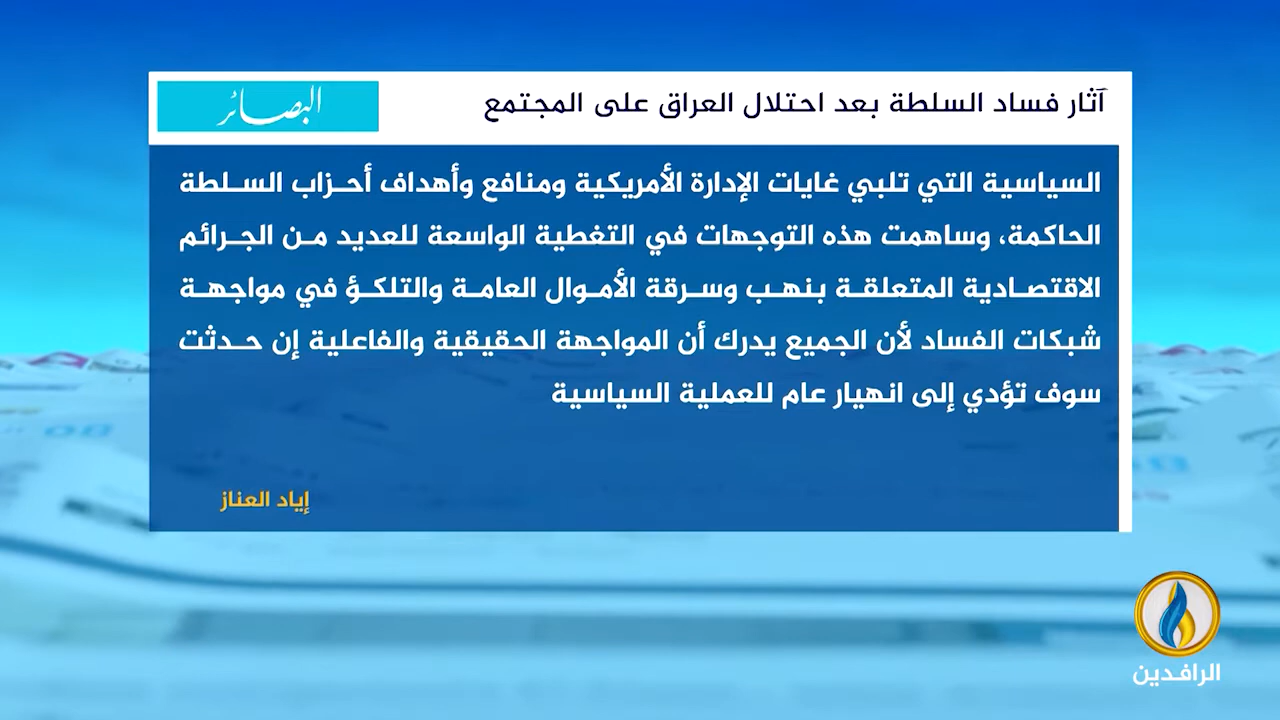 آثار فساد السلطة بعد احتلال العراق على المجتمع
البصائر
السياسية التي تلبي غايات الإدارة الأمريكية ومنافع وأهداف أحزاب السلطة
الحاكمة، وساهمت هذه التوجهات في التغطية الواسعة للعديد من الجرائم
الاقتصادية المتعلقة بنهب وسرقة الأموال العامة والتلكؤ في مواجهة
شبكات الفساد لأن الجميع يدرك أن المواجهة الحقيقية والفاعلية إن حدثت
سوف تؤدي إلى انهيار عام للعملية السياسية
إياد العناز
الرافدين